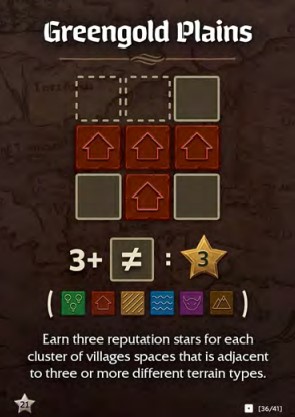 Greengold Plains
3+ ≠ : 3
( )
Earn three reputation stars for each
cluster of villages spaces that is adjacent
to three or more different terrain types.
21
[36/41]